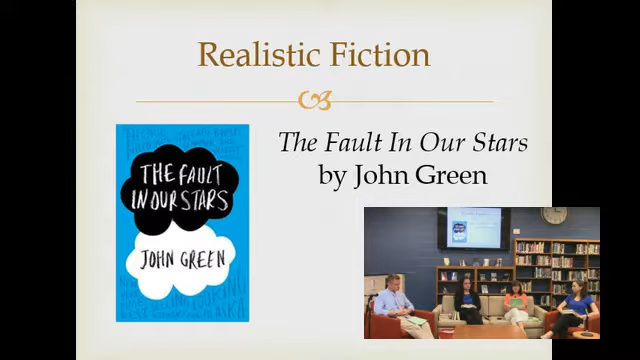 Realistic Fiction
The Fault In Our Stars
by John Green
THE FAULT
IN OUR STARS
JOHN GREEN